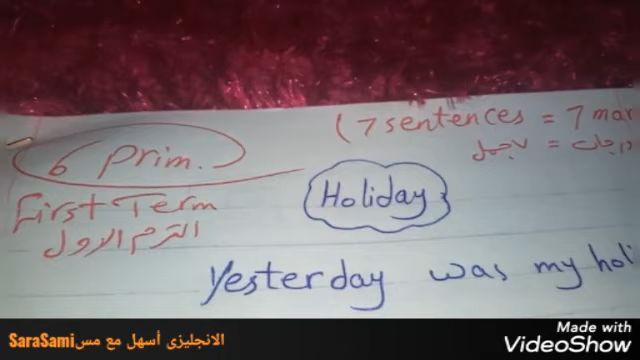 (7 sentences = 7 mar
٧ جمل = درجات
6 Prim.
First Term
الترم الاول
Holiday
Yesterday was my hol
الانجليزى أسهل مع مس SaraSami
Made with
VideoShow